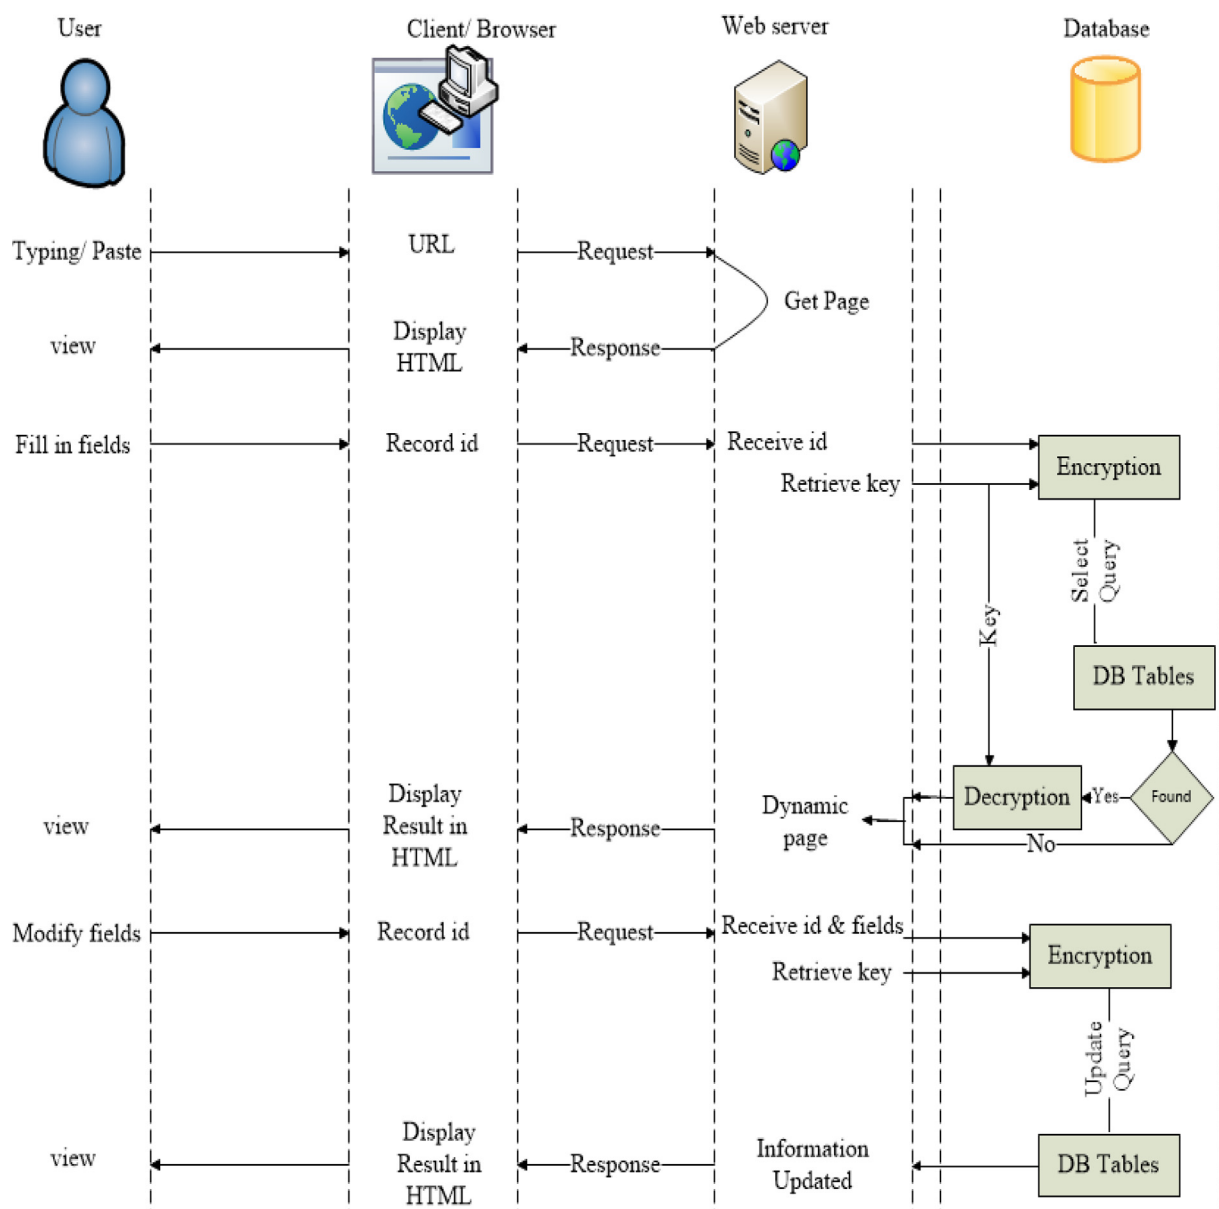 User
Client/ Browser
Web server
Database
Typing/ Paste
URL
Request
Get Page
view
Display
HTML
Response
Fill in fields
Record id
Request
Receive id
Retrieve key
Encryption
Select
Query
Key
DB Tables
Found
Yes
No
Decryption
Dynamic
page
view
Display
Result in
HTML
Response
Modify fields
Record id
Request
Receive id & fields
Retrieve key
Encryption
Update
Query
DB Tables
Information
Updated
view
Display
Result in
HTML
Response